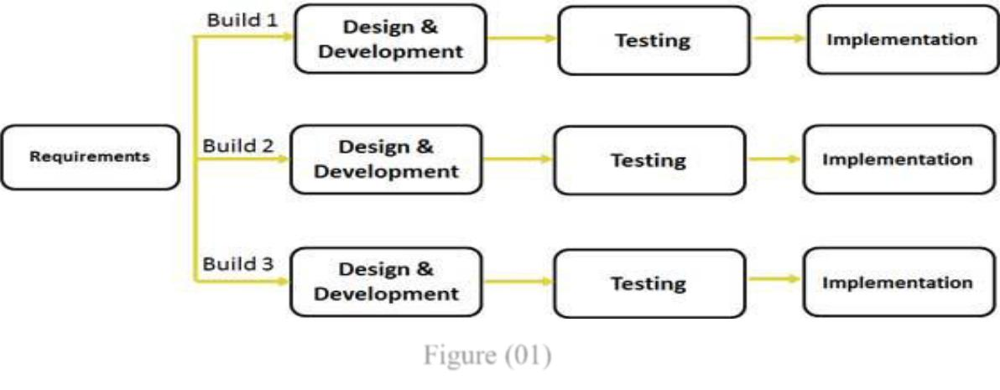 Build 1
Design &
Development
Testing
Implementation
Requirements
Build 2
Design &
Development
Testing
Implementation
Build 3
Design &
Development
Testing
Implementation
Figure (01)